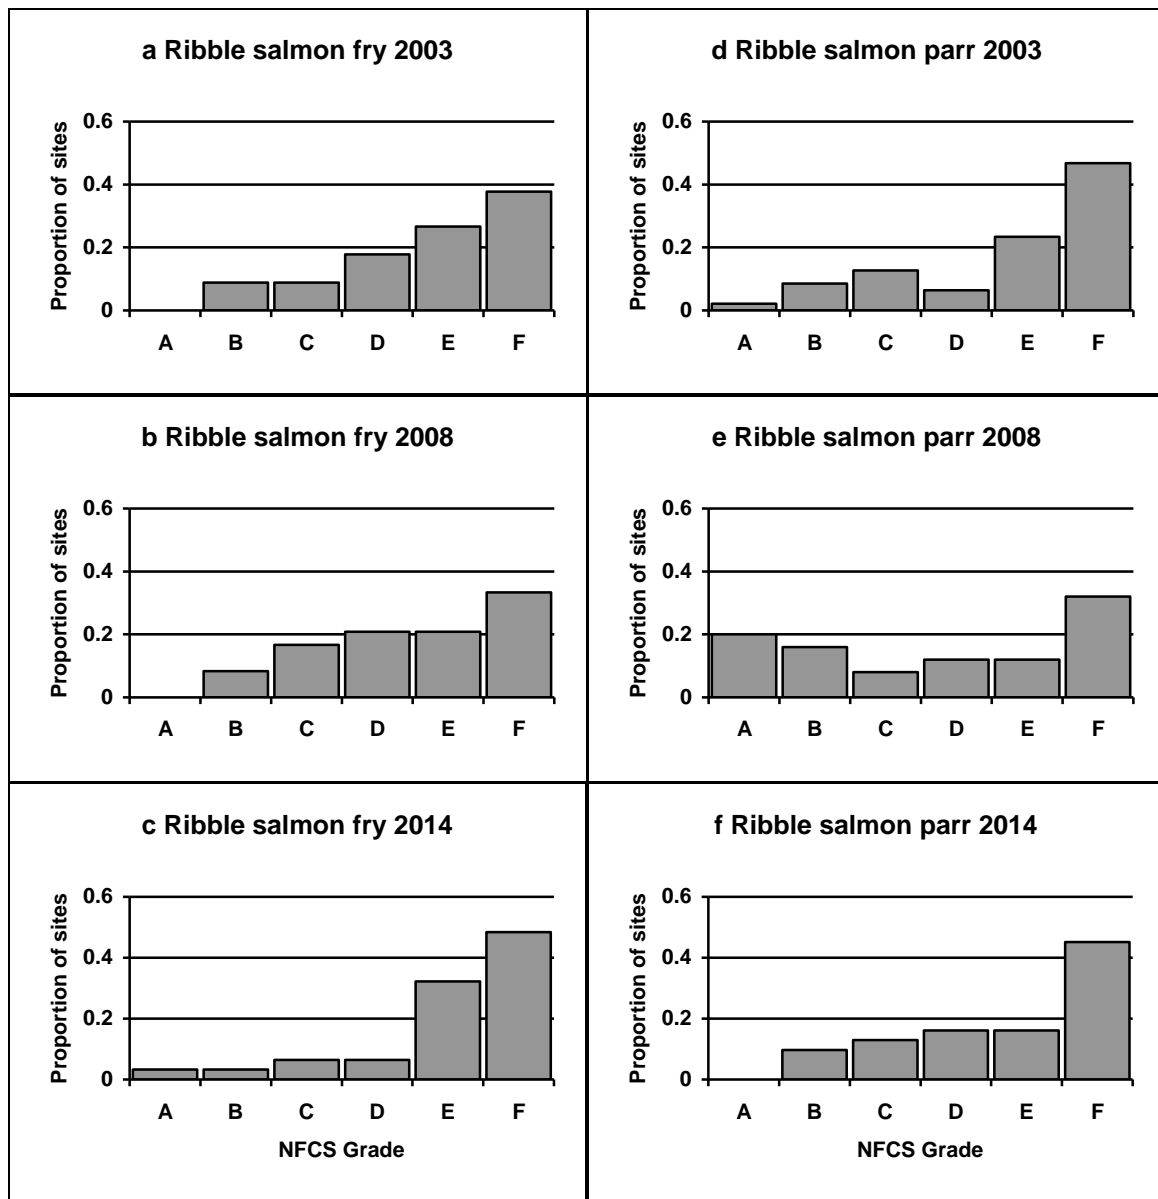 a Ribble salmon fry 2003
Proportion of sites
0.6
0.4
0.2
0
A B C D E F
d Ribble salmon parr 2003
Proportion of sites
0.6
0.4
0.2
0
A B C D E F
b Ribble salmon fry 2008
Proportion of sites
0.6
0.4
0.2
0
A B C D E F
e Ribble salmon parr 2008
Proportion of sites
0.6
0.4
0.2
0
A B C D E F
c Ribble salmon fry 2014
Proportion of sites
0.6
0.4
0.2
0
A B C D E F
NFCS Grade
f Ribble salmon parr 2014
Proportion of sites
0.6
0.4
0.2
0
A B C D E F
NFCS Grade